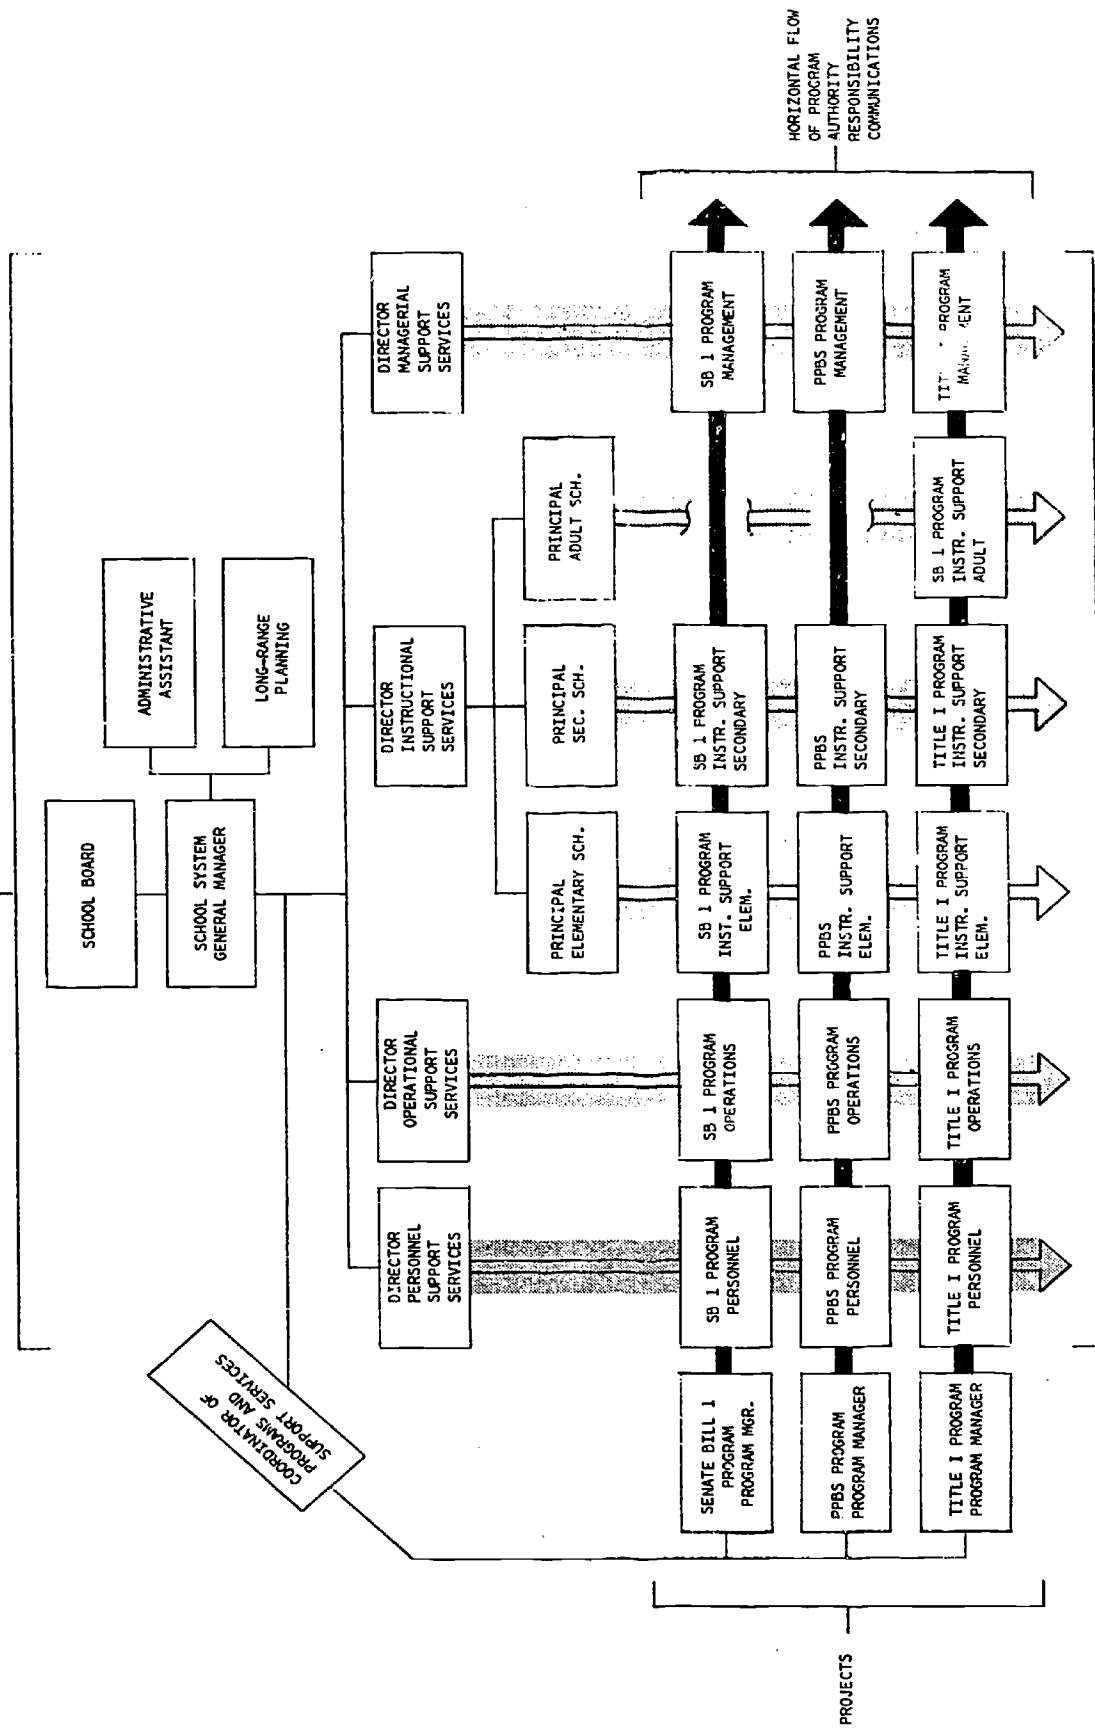 SCHOOL BOARD
SCHOOL SYSTEM
GENERAL MANAGER
ADMINISTRATIVE
ASSISTANT
LONG-RANGE
PLANNING
COORDINATOR OF
PROGRAMS AND
SUPPORT SERVICES
DIRECTOR
PERSONNEL
SUPPORT
SERVICES
DIRECTOR
OPERATIONAL
SUPPORT
SERVICES
DIRECTOR
INSTRUCTIONAL
SUPPORT
SERVICES
DIRECTOR
MANAGERIAL
SUPPORT
SERVICES
PRINCIPAL
ELEMENTARY SCH.
PRINCIPAL
SEC. SCH.
PRINCIPAL
ADULT SCH.
PROJECTS
SENATE BILL 1
PROGRAM
PROGRAM MGR.
SB 1 PROGRAM
PERSONNEL
SB 1 PROGRAM
OPERATIONS
SB 1 PROGRAM
INST. SUPPORT
ELEM.
SB 1 PROGRAM
INSTR. SUPPORT
SECONDARY
SB 1 PROGRAM
MANAGEMENT
PPBS PROGRAM
PROGRAM MANAGER
PPBS PROGRAM
PERSONNEL
PPBS PROGRAM
OPERATIONS
PPBS
INSTR. SUPPORT
ELEM.
PPBS
INSTR. SUPPORT
SECONDARY
PPBS PROGRAM
MANAGEMENT
TITLE I PROGRAM
PROGRAM MANAGER
TITLE I PROGRAM
PERSONNEL
TITLE I PROGRAM
OPERATIONS
TITLE I PROGRAM
INSTR. SUPPORT
ELEM.
TITLE I PROGRAM
INSTR. SUPPORT
SECONDARY
SB 1 PROGRAM
INSTR. SUPPORT
ADULT
PROGRAM
HORIZONTAL FLOW
OF PROGRAM
AUTHORITY
RESPONSIBILITY
COMMUNICATIONS